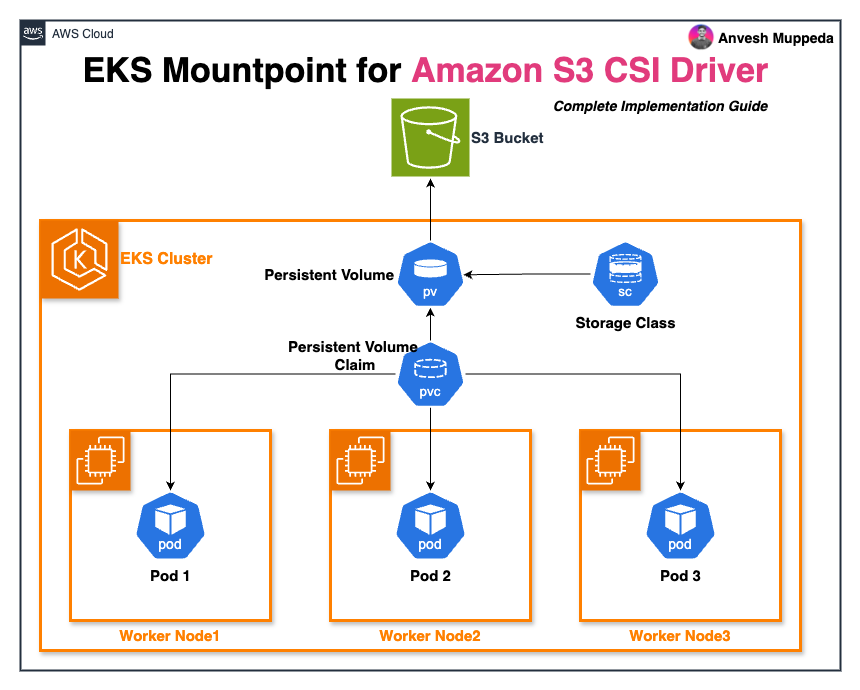 aws
AWS Cloud
Anvesh Muppeda
EKS Mountpoint for Amazon S3 CSI Driver
Complete Implementation Guide
S3 Bucket
K
EKS Cluster
Persistent Volume
pv
sc
Storage Class
Persistent Volume
Claim
pvc
pod
pod
pod
Pod 1
Pod 2
Pod 3
Worker Node1
Worker Node2
Worker Node3